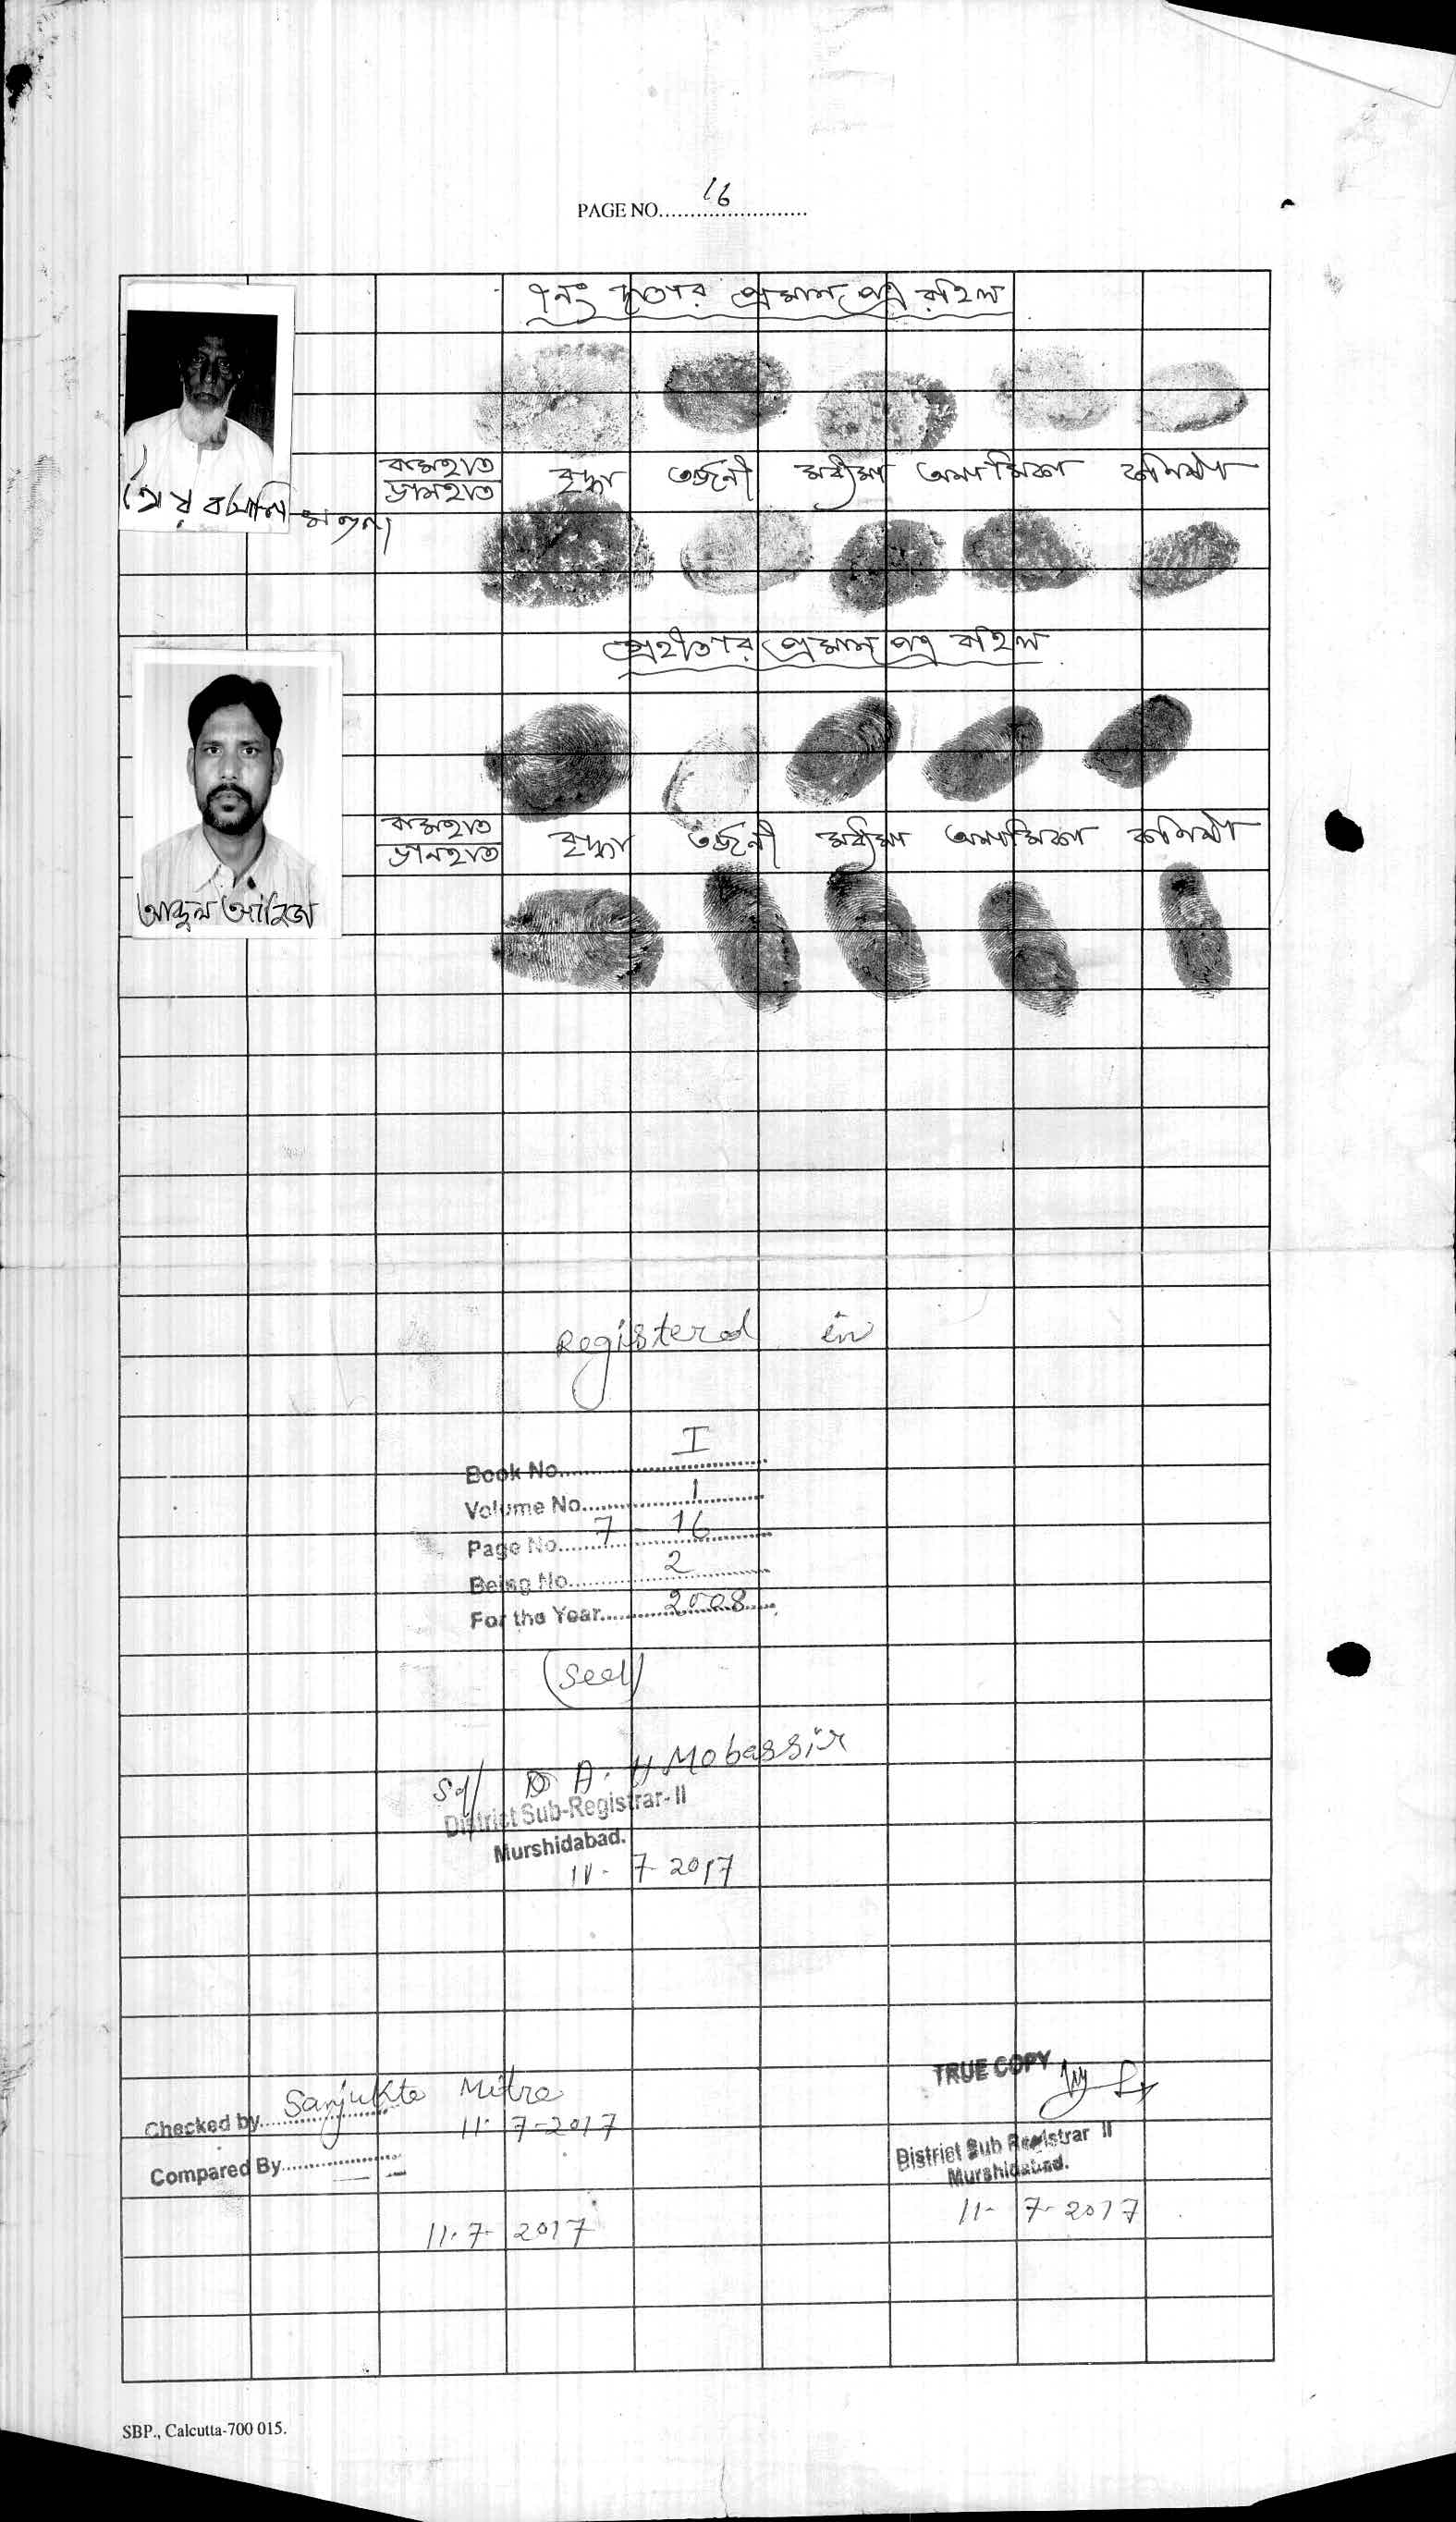 PAGE NO. 16
৭নং দাতার প্রমান পত্র রহিল
বামহাত
ডানহাত
বৃদ্ধা তর্জনী মধ্যমা অনামিকা কনিষ্ঠা
মণ্ডল
গ্রহীতার প্রমান পত্র রহিল
বামহাত
ডানহাত
বৃদ্ধা তর্জনী মধ্যমা অনামিকা কনিষ্ঠা
আব্দুল আজিজ
Registered in
Book No. I
Volume No. 1
Page No. 7 - 16
Being No. 2
For the Year. 2008
(Seal)
Sd/ D A. H Mobassir
District Sub-Registrar- II
Murshidabad.
11- 7- 2017
TRUE COPY
Checked by Sanjukta Mitra
11- 7-2017
Compared By
District Sub Registrar II
Murshidabad.
11- 7- 2017
11.7- 2017
SBP., Calcutta-700 015.